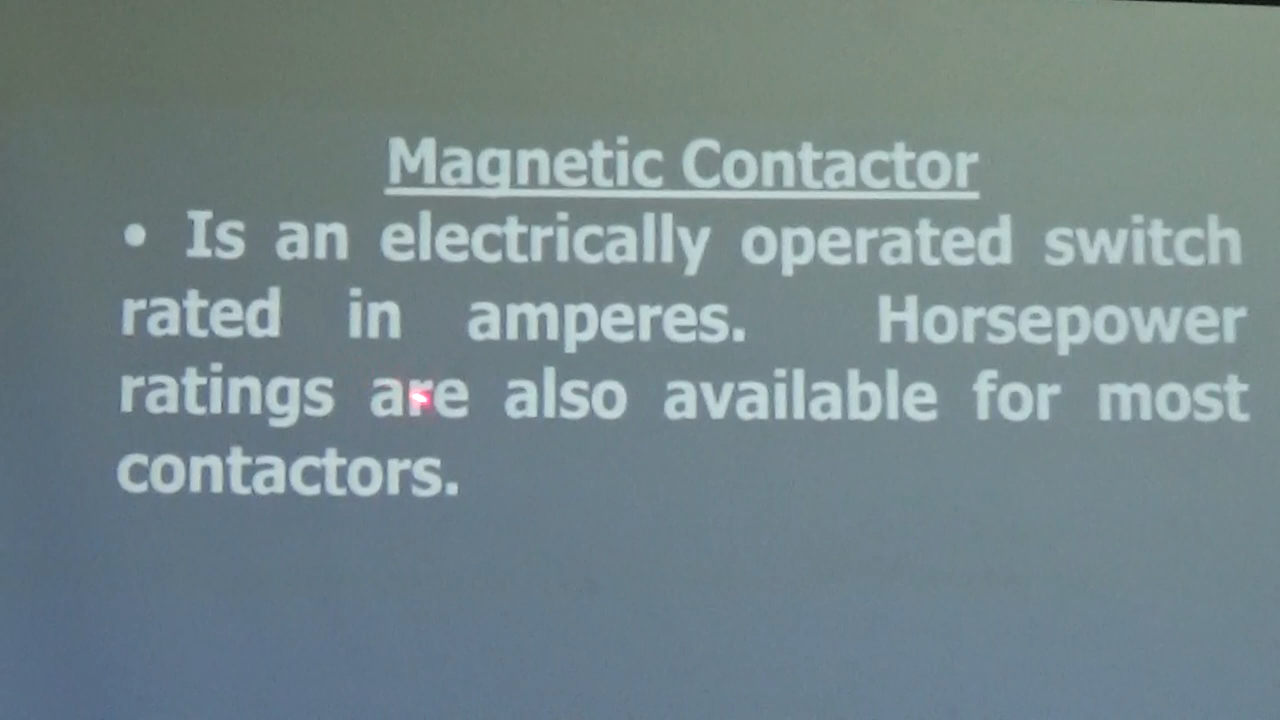 Magnetic Contactor
• Is an electrically operated switch
rated in amperes. Horsepower
ratings are also available for most
contactors.